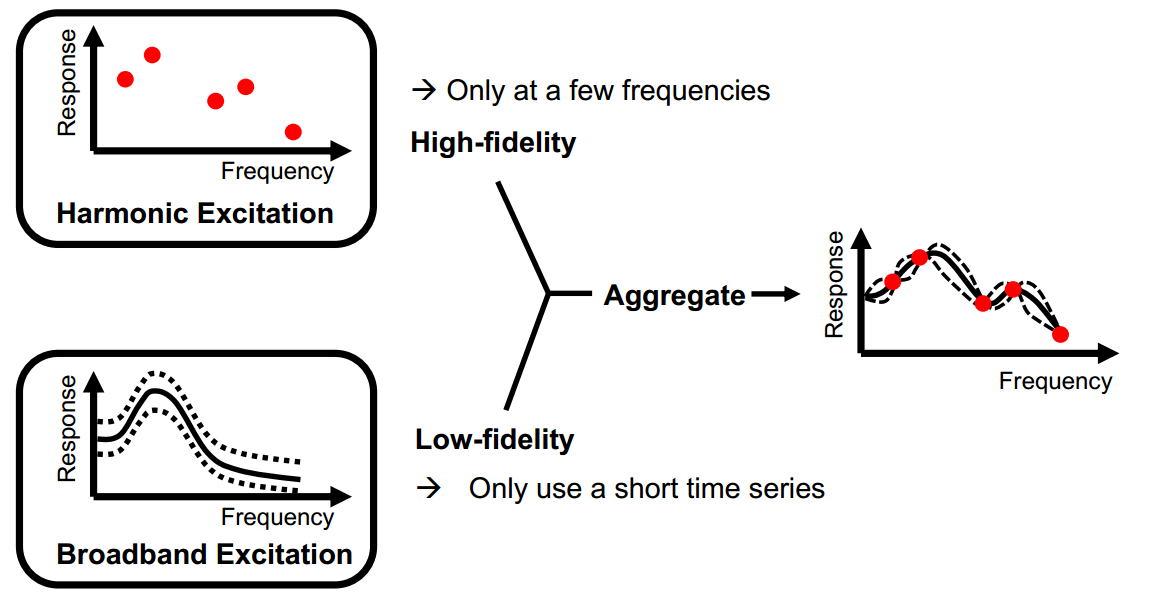 Response
Frequency
Harmonic Excitation
→ Only at a few frequencies
High-fidelity
Aggregate
Response
Frequency
Response
Frequency
Broadband Excitation
Low-fidelity
→ Only use a short time series